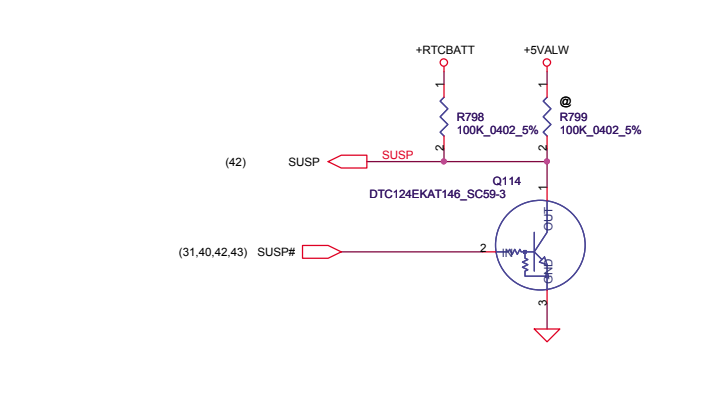 +RTCBATT +5VALW
1 1
@
R798 R799
100K_0402_5% 100K_0402_5%
2 2
(42) SUSP SUSP
Q114 1
DTC124EKAT146_SC59-3
OUT
(31,40,42,43) SUSP# 2 IN
GND
3